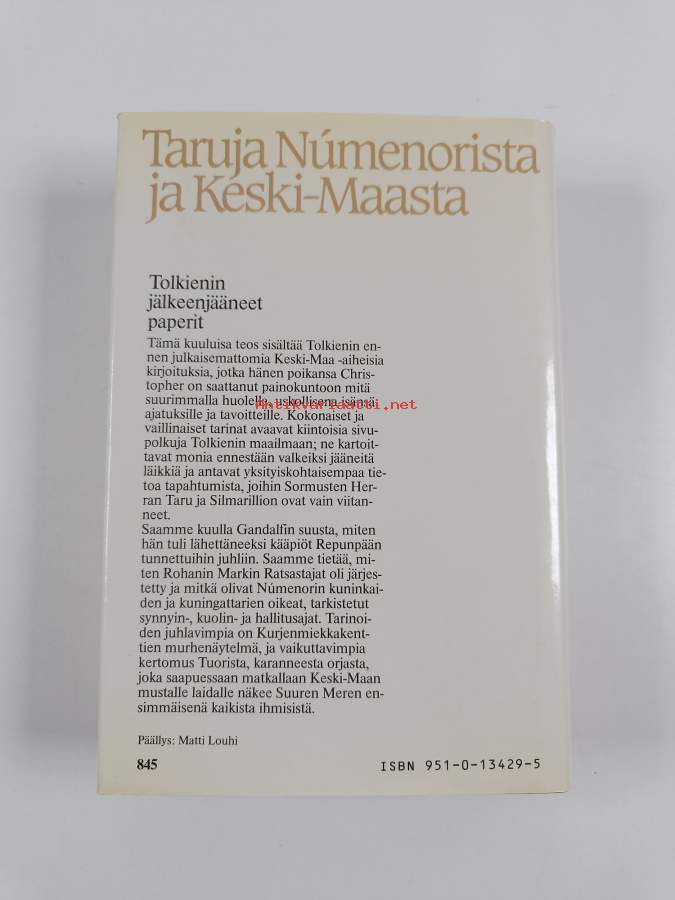 Taruja Númenorista
ja Keski-Maasta
Tolkienin
jälkeenjääneet
paperit
Tämä kuuluisa teos sisältää Tolkienin en-
nen julkaisemattomia Keski-Maa -aiheisia
kirjoituksia, jotka hänen poikansa Chris-
topher on saattanut painokuntoon mitä
suurimmalla huolella, uskollisena isänsä
Antikvariaatti.net
ajatuksille ja tavoitteille. Kokonaiset ja
vaillinaiset tarinat avaavat kiintoisia sivu-
polkuja Tolkienin maailmaan; ne kartoit-
tavat monia ennestään valkeiksi jääneitä
läikkiä ja antavat yksityiskohtaisempaa tie-
toa tapahtumista, joihin Sormusten Her-
ran Taru ja Silmarillion ovat vain viitan-
neet.
Saamme kuulla Gandalfin suusta, miten
hän tuli lähettäneeksi kääpiöt Repunpään
tunnettuihin juhliin. Saamme tietää, mi-
ten Rohanin Markin Ratsastajat oli järjes-
tetty ja mitkä olivat Númenorin kuninkai-
den ja kuningattarien oikeat, tarkistetut
synnyin-, kuolin- ja hallitusajat. Tarinoi-
den juhlavimpia on Kurjenmiekkakent-
tien murhenäytelmä, ja vaikuttavimpia
kertomus Tuorista, karanneesta orjasta,
joka saapuessaan matkallaan Keski-Maan
mustalle laidalle näkee Suuren Meren en-
simmäisenä kaikista ihmisistä.
Päällys: Matti Louhi
845
ISBN 951-0-13429-5